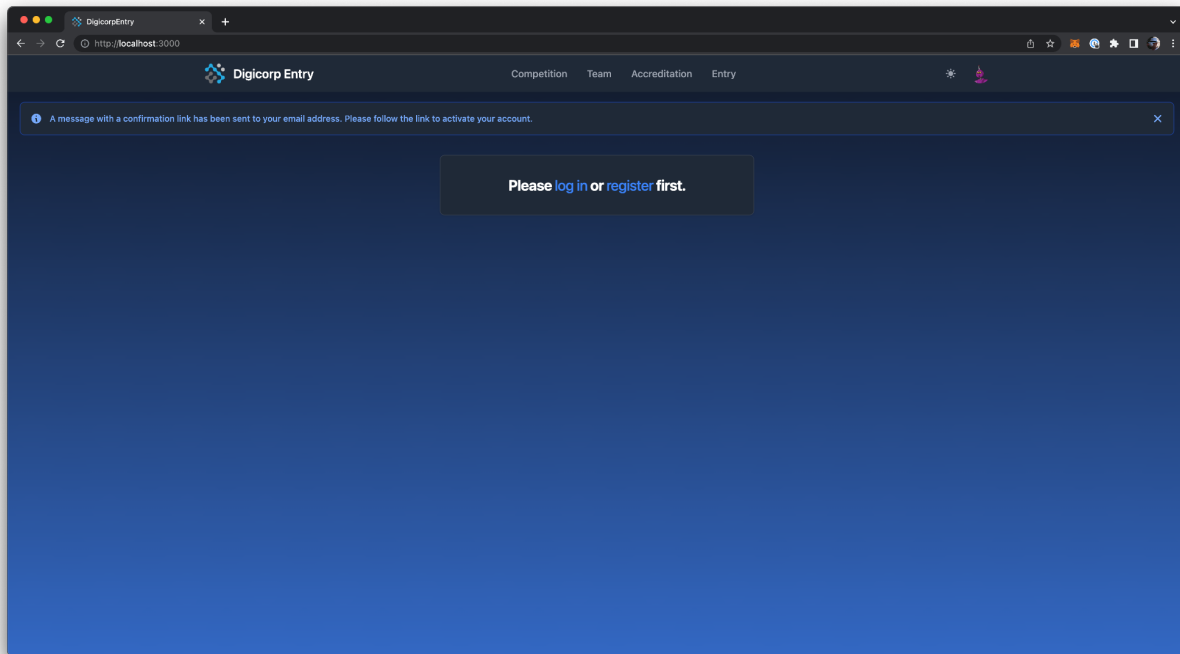 DigicorpEntry
http://localhost:3000
Digicorp Entry
Competition Team Accreditation Entry
A message with a confirmation link has been sent to your email address. Please follow the link to activate your account.
Please log in or register first.